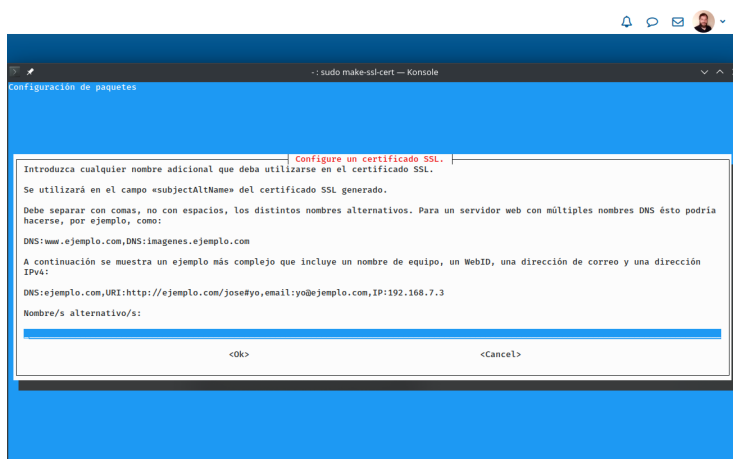 - : sudo make-ssl-cert — Konsole
Configuración de paquetes
Configure un certificado SSL.
Introduzca cualquier nombre adicional que deba utilizarse en el certificado SSL.
Se utilizará en el campo «subjectAltName» del certificado SSL generado.
Debe separar con comas, no con espacios, los distintos nombres alternativos. Para un servidor web con múltiples nombres DNS ésto podría
hacerse, por ejemplo, como:
DNS:www.ejemplo.com,DNS:imagenes.ejemplo.com
A continuación se muestra un ejemplo más complejo que incluye un nombre de equipo, un WebID, una dirección de correo y una dirección
IPv4:
DNS:ejemplo.com,URI:http://ejemplo.com/jose#yo,email:yo@ejemplo.com,IP:192.168.7.3
Nombre/s alternativo/s:
<Ok> <Cancel>